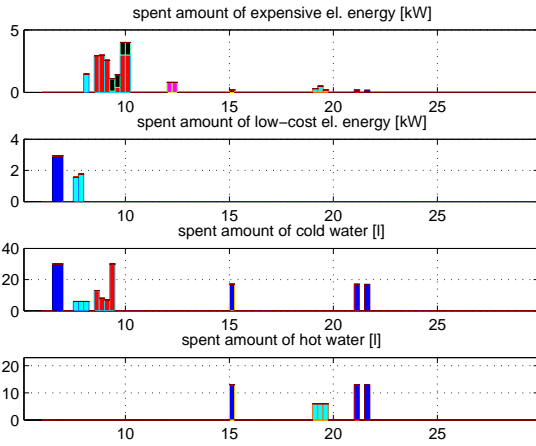 spent amount of expensive el. energy [kW]
5
0
10 15 20 25
spent amount of low−cost el. energy [kW]
4
2
0
10 15 20 25
spent amount of cold water [l]
40
20
0
10 15 20 25
spent amount of hot water [l]
20
10
0
10 15 20 25